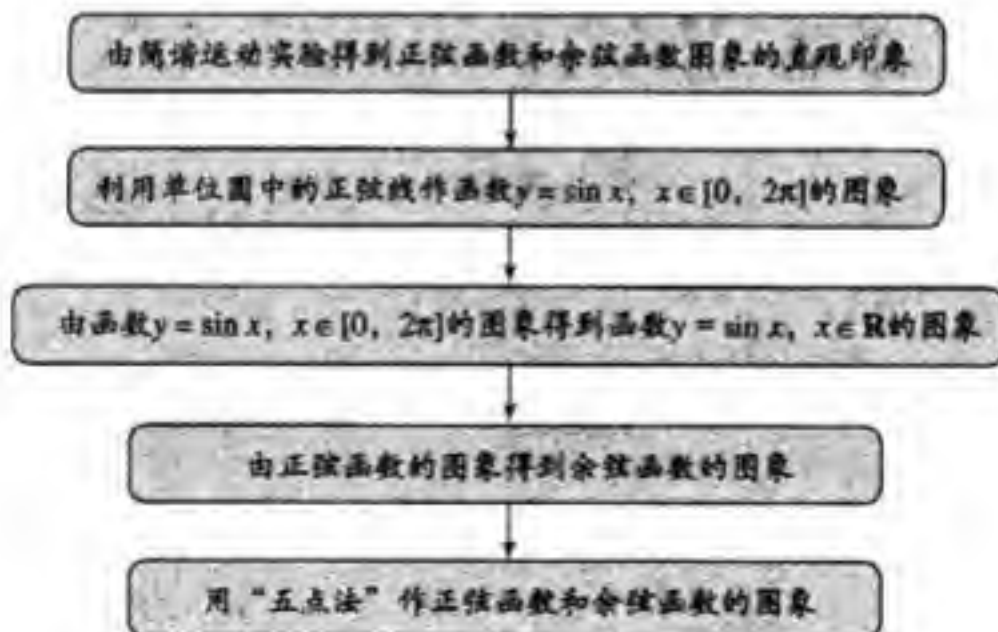 由简谐运动实验得到正弦函数和余弦函数图象的直观印象
利用单位圆中的正弦线作函数y=sin x, x∈[0, 2π]的图象
由函数y=sin x, x∈[0, 2π]的图象得到函数y=sin x, x∈R的图象
由正弦函数的图象得到余弦函数的图象
用“五点法”作正弦函数和余弦函数的图象